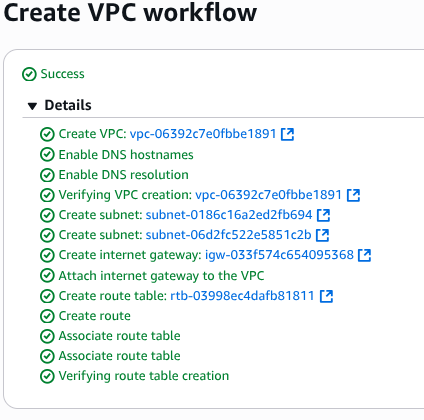 Create VPC workflow
Success
Details
Create VPC: vpc-06392c7e0fbbe1891
Enable DNS hostnames
Enable DNS resolution
Verifying VPC creation: vpc-06392c7e0fbbe1891
Create subnet: subnet-0186c16a2ed2fb694
Create subnet: subnet-06d2fc522e5851c2b
Create internet gateway: igw-033f574c654095368
Attach internet gateway to the VPC
Create route table: rtb-03998ec4dafb81811
Create route
Associate route table
Associate route table
Verifying route table creation